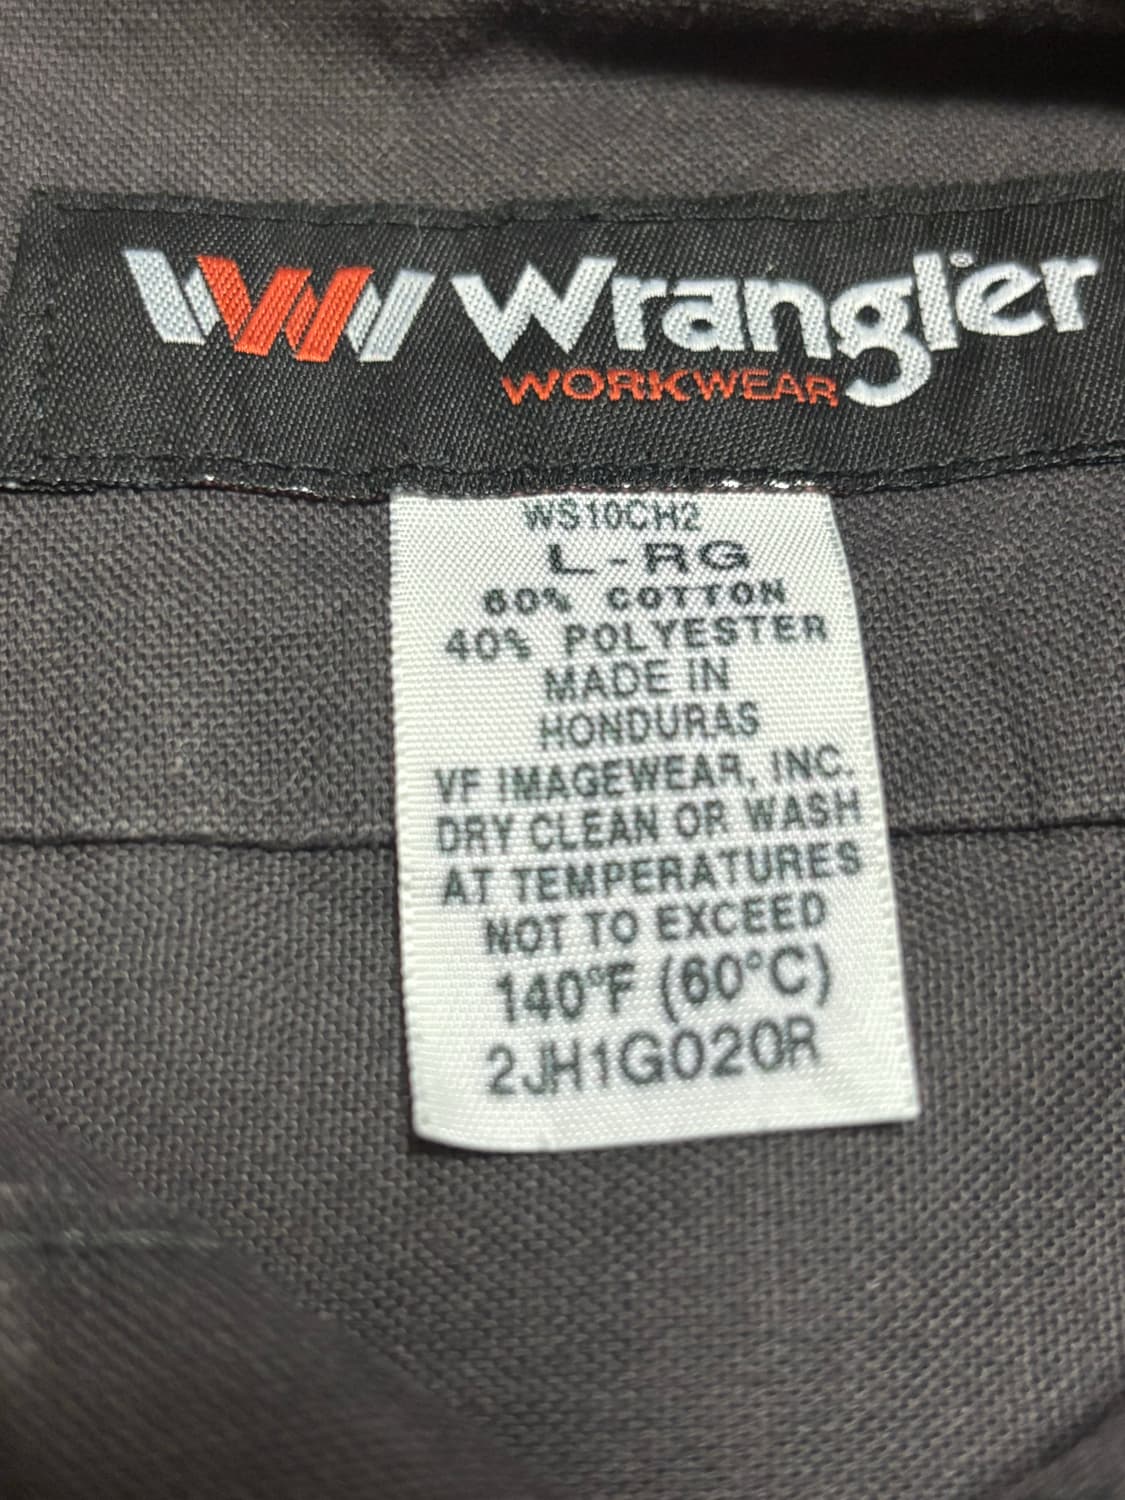 Wrangler®
WORKWEAR
WS10CH2
L-RG
60% COTTON
40% POLYESTER
MADE IN
HONDURAS
VF IMAGEWEAR, INC.
DRY CLEAN OR WASH
AT TEMPERATURES
NOT TO EXCEED
140°F (60°C)
2JH1G020R